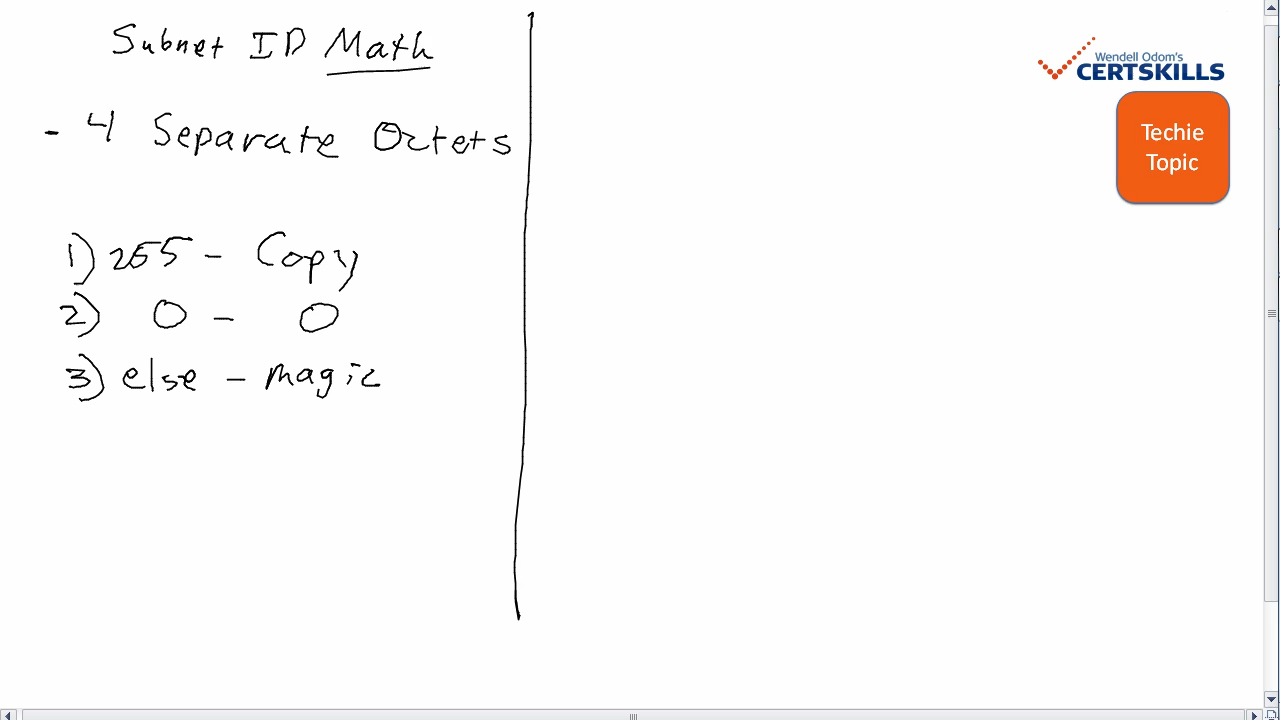 Subnet ID Math
- 4 Separate Octets
1) 255 - Copy
2) 0 - 0
3) else - magic
Wendell Odom's
CERTSKILLS
Techie
Topic